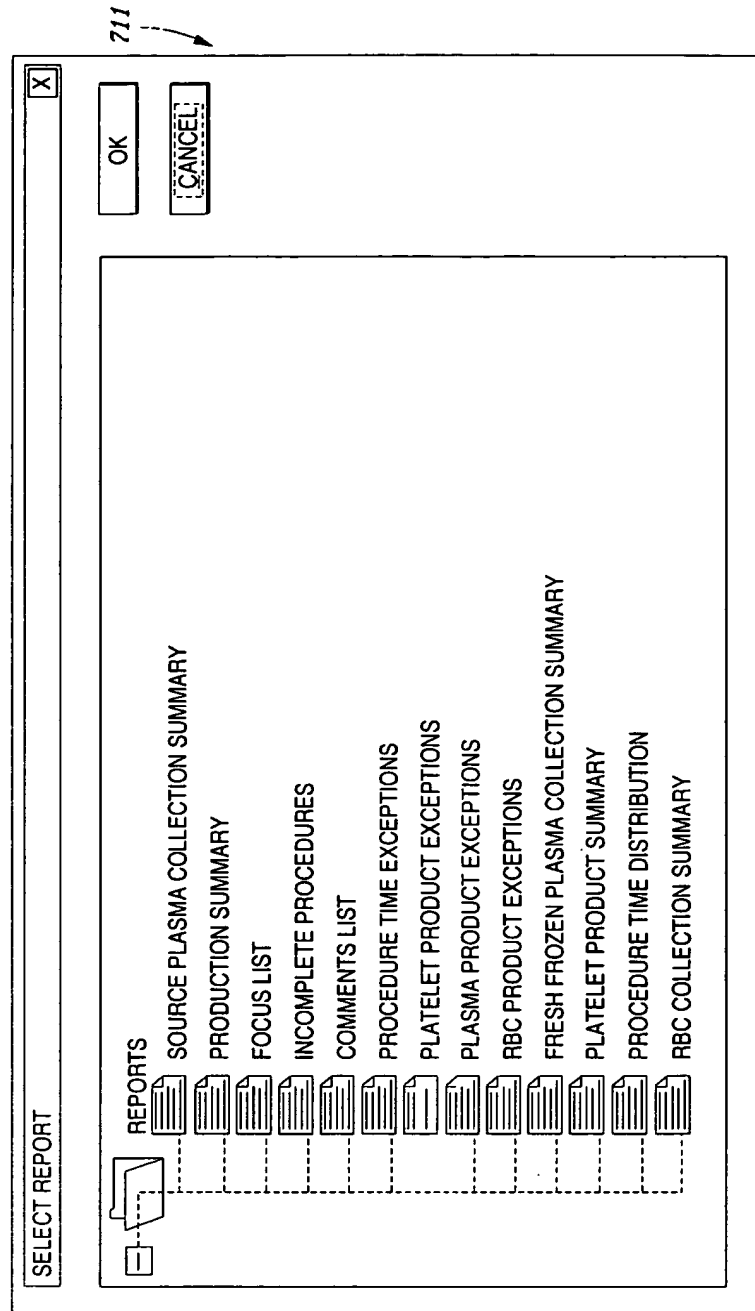 711
SELECT REPORT
X
OK
CANCEL
REPORTS
SOURCE PLASMA COLLECTION SUMMARY
PRODUCTION SUMMARY
FOCUS LIST
INCOMPLETE PROCEDURES
COMMENTS LIST
PROCEDURE TIME EXCEPTIONS
PLATELET PRODUCT EXCEPTIONS
PLASMA PRODUCT EXCEPTIONS
RBC PRODUCT EXCEPTIONS
FRESH FROZEN PLASMA COLLECTION SUMMARY
PLATELET PRODUCT SUMMARY
PROCEDURE TIME DISTRIBUTION
RBC COLLECTION SUMMARY